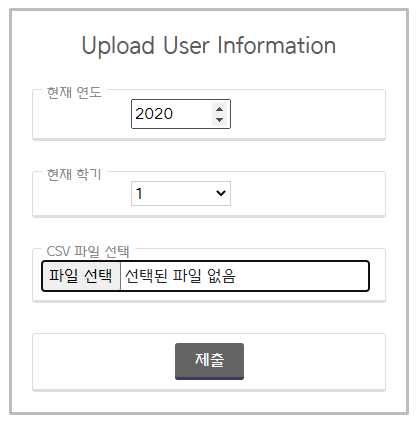 Upload User Information
현재 연도
2020
현재 학기
1
CSV 파일 선택
파일 선택 선택된 파일 없음
제출